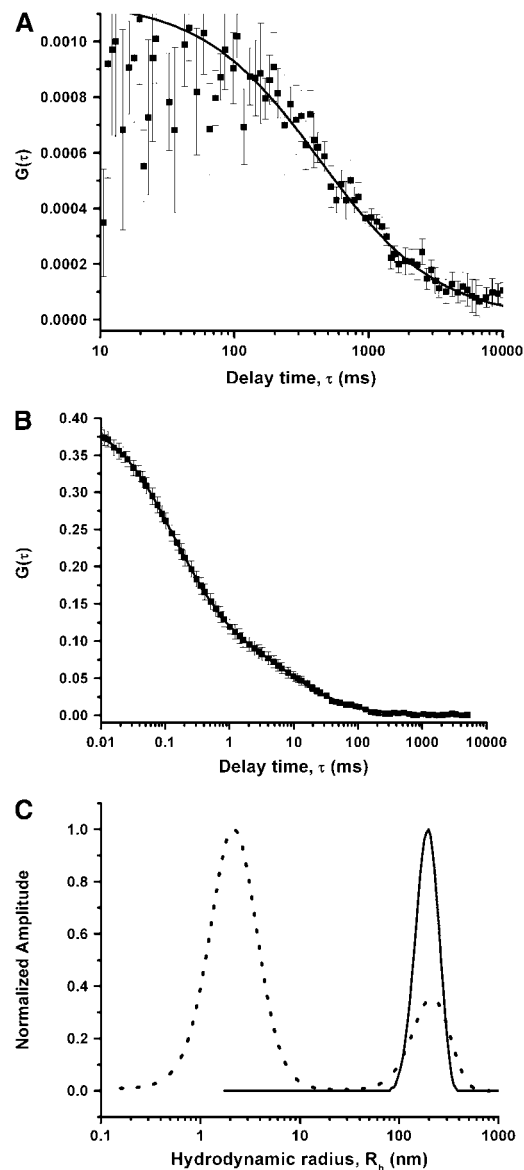 A
0.0010
0.0008
0.0006
0.0004
0.0002
0.0000
G(τ)
10 100 1000 10000
Delay time, τ (ms)
B
0.40
0.35
0.30
0.25
0.20
0.15
0.10
0.05
0.00
G(τ)
0.01 0.1 1 10 100 1000 10000
Delay time, τ (ms)
C
1.0
0.8
0.6
0.4
0.2
0.0
Normalized Amplitude
0.1 1 10 100 1000
Hydrodynamic radius, Rh (nm)